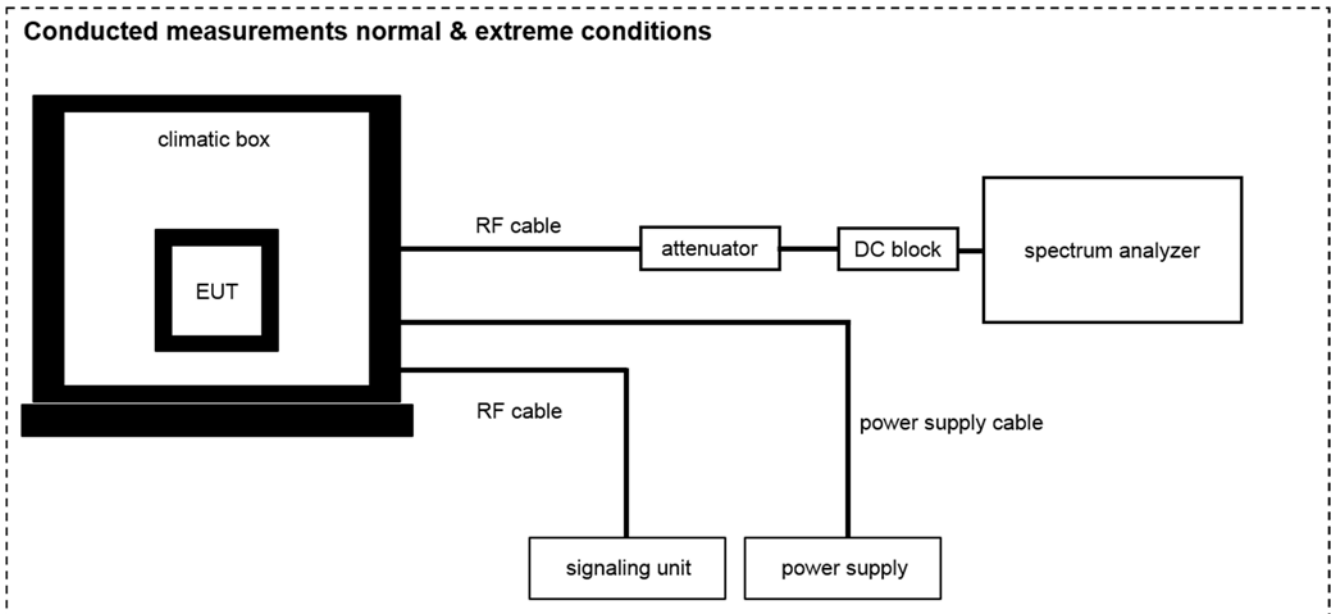 Conducted measurements normal & extreme conditions
climatic box
RF cable
attenuator
DC block
spectrum analyzer
EUT
RF cable
power supply cable
signaling unit
power supply